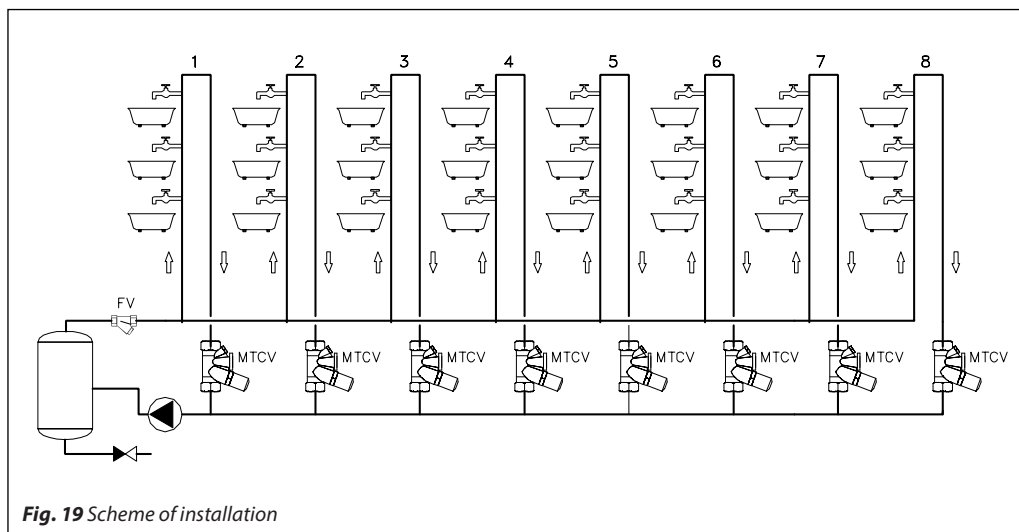 1 2 3 4 5 6 7 8
FV
MTCV MTCV MTCV MTCV MTCV MTCV MTCV MTCV
Fig. 19 Scheme of installation